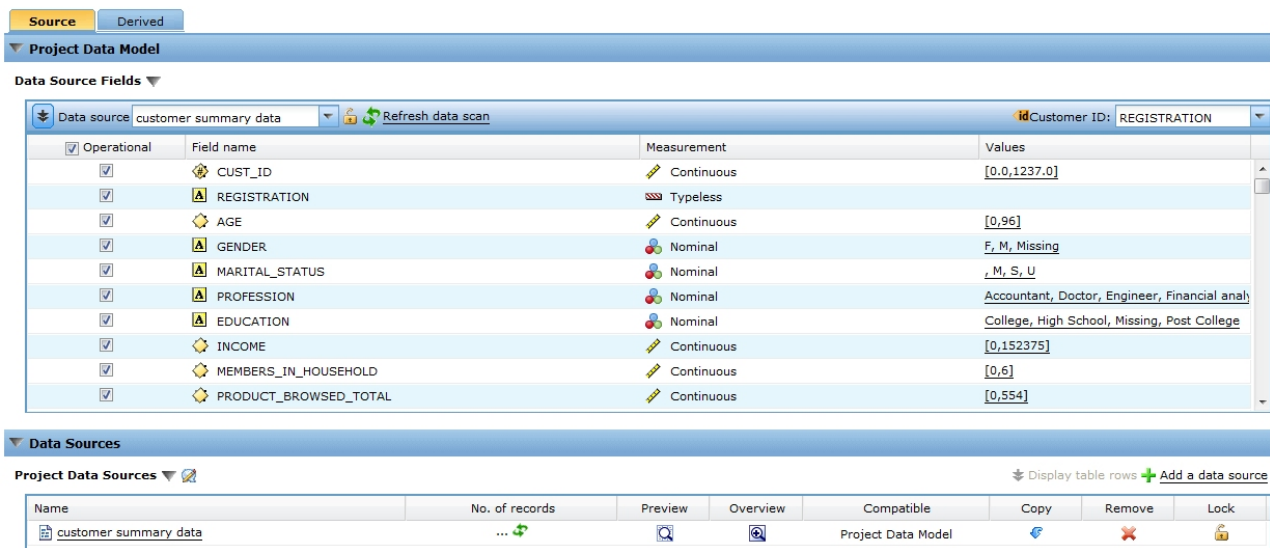 Source Derived
Project Data Model
Data Source Fields
Data source customer summary data Refresh data scan id Customer ID: REGISTRATION
Operational Field name Measurement Values
# CUST_ID Continuous [0.0,1237.0]
A REGISTRATION Typeless
AGE Continuous [0,96]
A GENDER Nominal F, M, Missing
A MARITAL_STATUS Nominal , M, S, U
A PROFESSION Nominal Accountant, Doctor, Engineer, Financial analy
A EDUCATION Nominal College, High School, Missing, Post College
INCOME Continuous [0,152375]
MEMBERS_IN_HOUSEHOLD Continuous [0,6]
PRODUCT_BROWSED_TOTAL Continuous [0,554]
Data Sources
Project Data Sources Display table rows Add a data source
Name No. of records Preview Overview Compatible Copy Remove Lock
customer summary data ... Project Data Model